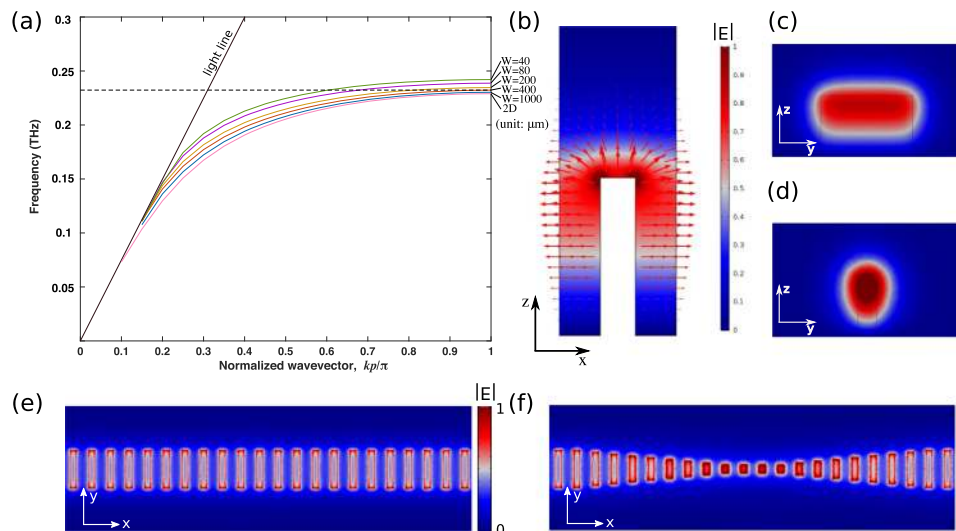 (a)
0.3
0.25
0.2
0.15
0.1
0.05
0
0.1
0.2
0.3
0.4
0.5
0.6
0.7
0.8
0.9
1
Frequency (THz)
Normalized wavevector, kp/π
light line
W=40
W=80
W=200
W=400
W=1000
2D
(unit: μm)
(b)
z
x
|E|
1
0.9
0.8
0.7
0.6
0.5
0.4
0.3
0.2
0.1
0
(c)
z
y
(d)
z
y
(e)
y
x
|E|
1
0
(f)
y
x